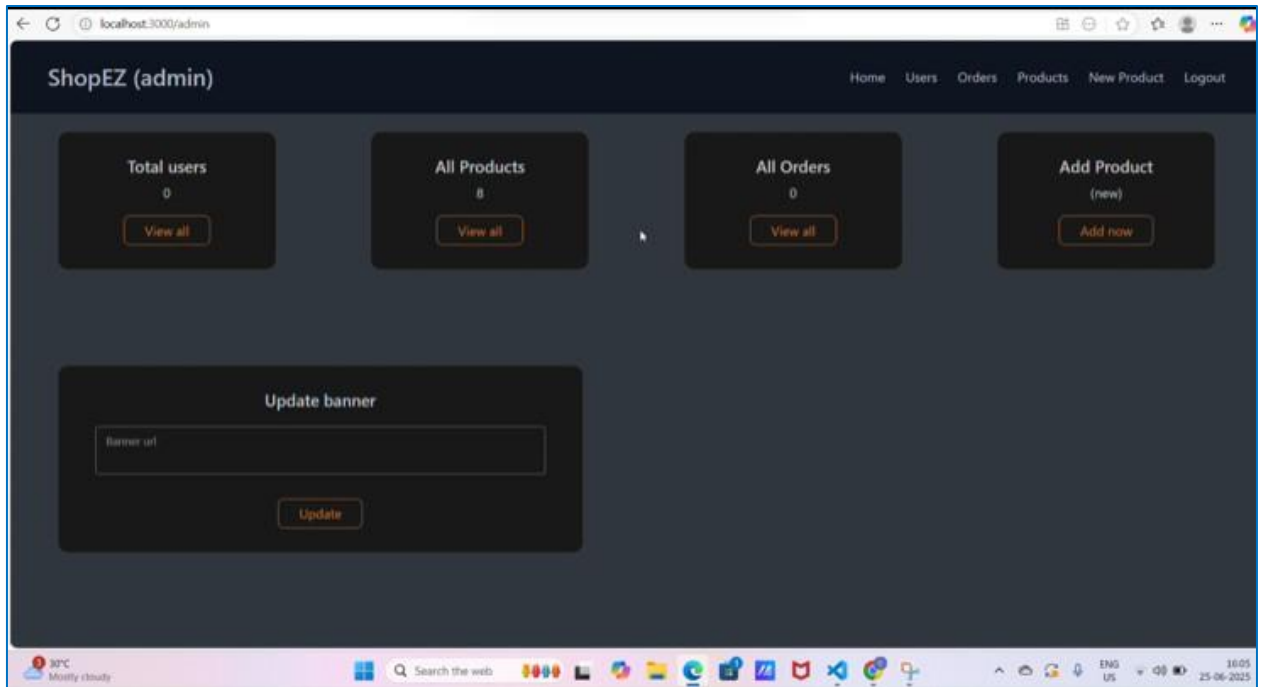 localhost:3000/admin
ShopEZ (admin)
Home Users Orders Products New Product Logout
Total users
0
View all
All Products
8
View all
All Orders
0
View all
Add Product
(new)
Add now
Update banner
Banner url
Update
30°C
Mostly cloudy
Search the web
ENG
US
16:05
25-06-2025